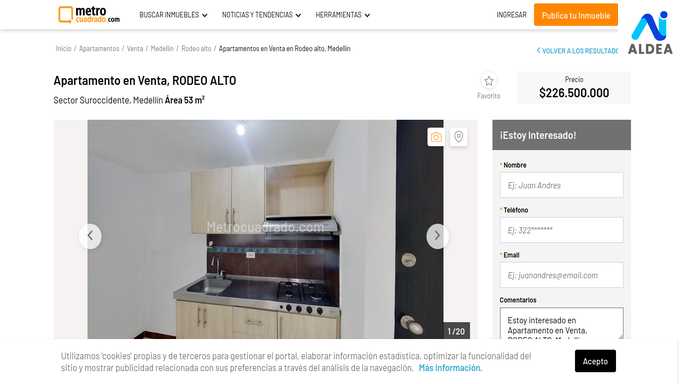 metro
cuadrado.com
BUSCAR INMUEBLES
NOTICIAS Y TENDENCIAS
HERRAMIENTAS
INGRESAR
Publica tu Inmueble
ALDEA
Inicio / Apartamentos / Venta / Medellín / Rodeo alto / Apartamentos en Venta en Rodeo alto, Medellín
VOLVER A LOS RESULTAD
Apartamento en Venta, RODEO ALTO
Sector Suroccidente, Medellín Área 53 m²
Favorito
Precio
$226.500.000
Metrocuadrado.com
1 / 20
¡Estoy Interesado!
* Nombre
Ej: Juan Andres
* Teléfono
Ej: 322*******
* Email
Ej: juanandres@email.com
Comentarios
Estoy interesado en
Apartamento en Venta,
RODEO ALTO, Medellín
Utilizamos 'cookies' propias y de terceros para gestionar el portal, elaborar información estadística, optimizar la funcionalidad del
sitio y mostrar publicidad relacionada con sus preferencias a través del análisis de la navegación. Más información.
Acepto